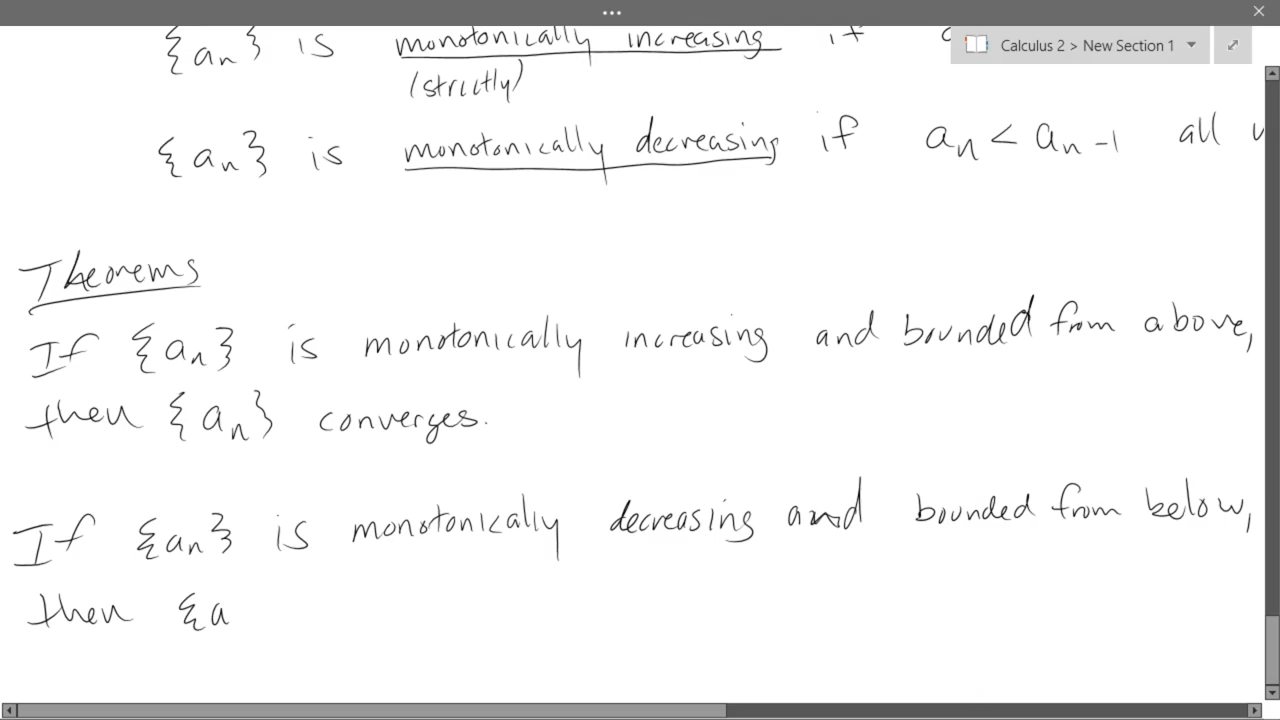 Calculus 2 > New Section 1
{aₙ} is monotonically increasing if
(strictly)
{aₙ} is monotonically decreasing if aₙ < aₙ₋₁ all
Theorems
If {aₙ} is monotonically increasing and bounded from above,
then {aₙ} converges.
If {aₙ} is monotonically decreasing and bounded from below,
then {a